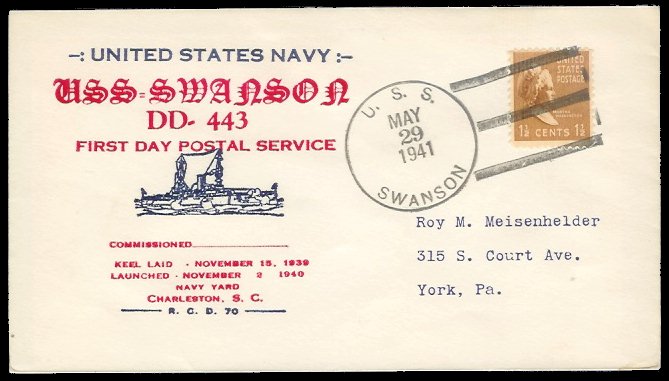 -: UNITED STATES NAVY :-
USS-SWANSON
DD- 443
FIRST DAY POSTAL SERVICE
COMMISSIONED
KEEL LAID - NOVEMBER 15, 1939
LAUNCHED - NOVEMBER 2 1940
NAVY YARD
CHARLESTON, S. C.
R. C. D. 70
U. S. S.
MAY
29
1941
SWANSON
UNITED STATES
POSTAGE
MARTHA WASHINGTON
1½ CENTS 1½
Roy M. Meisenhelder
315 S. Court Ave.
York, Pa.